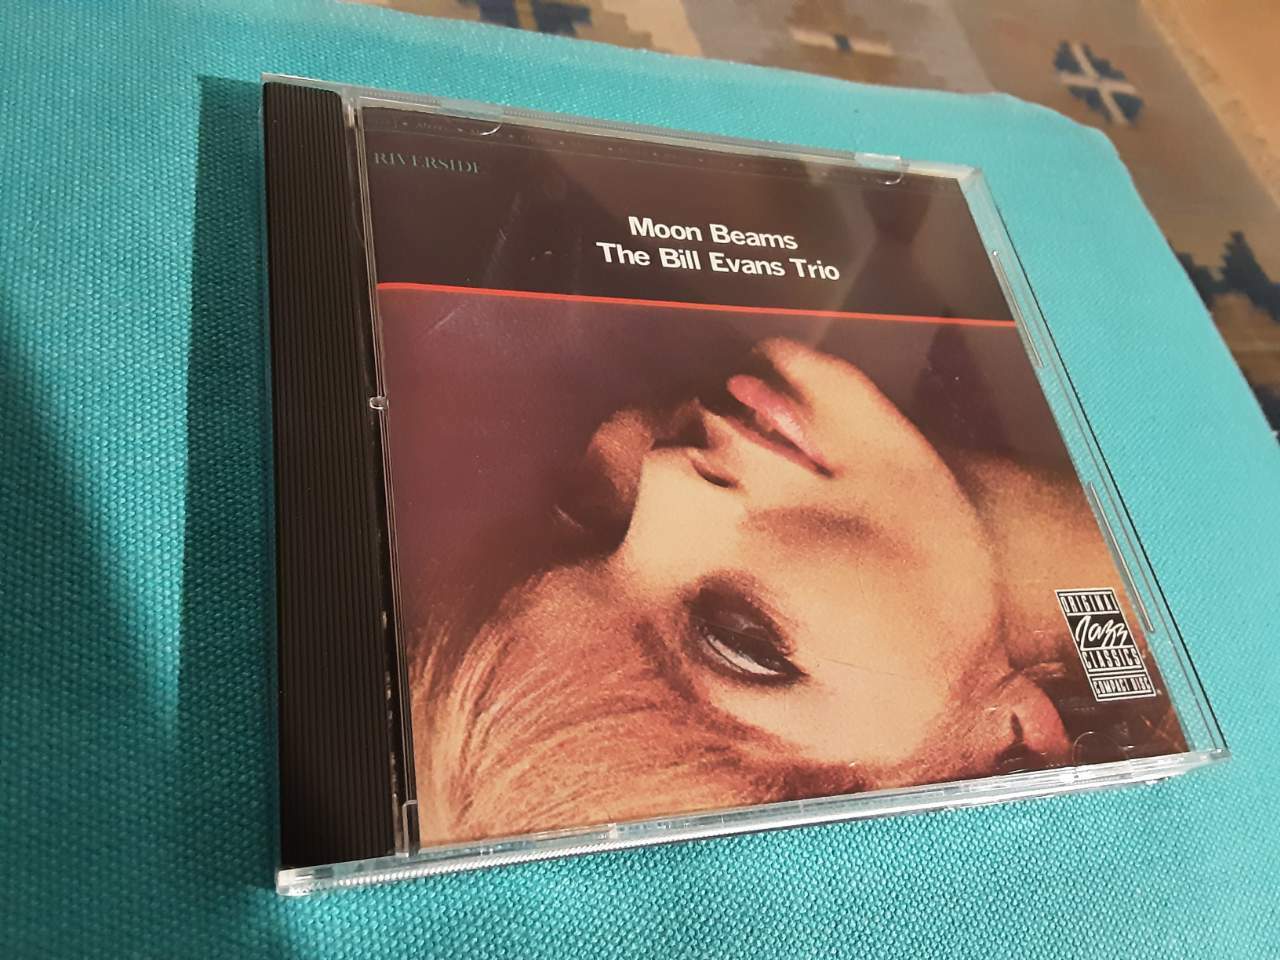 RIVERSIDE
Moon Beams
The Bill Evans Trio
ORIGINAL
Jazz
CLASSICS
COMPACT DISC